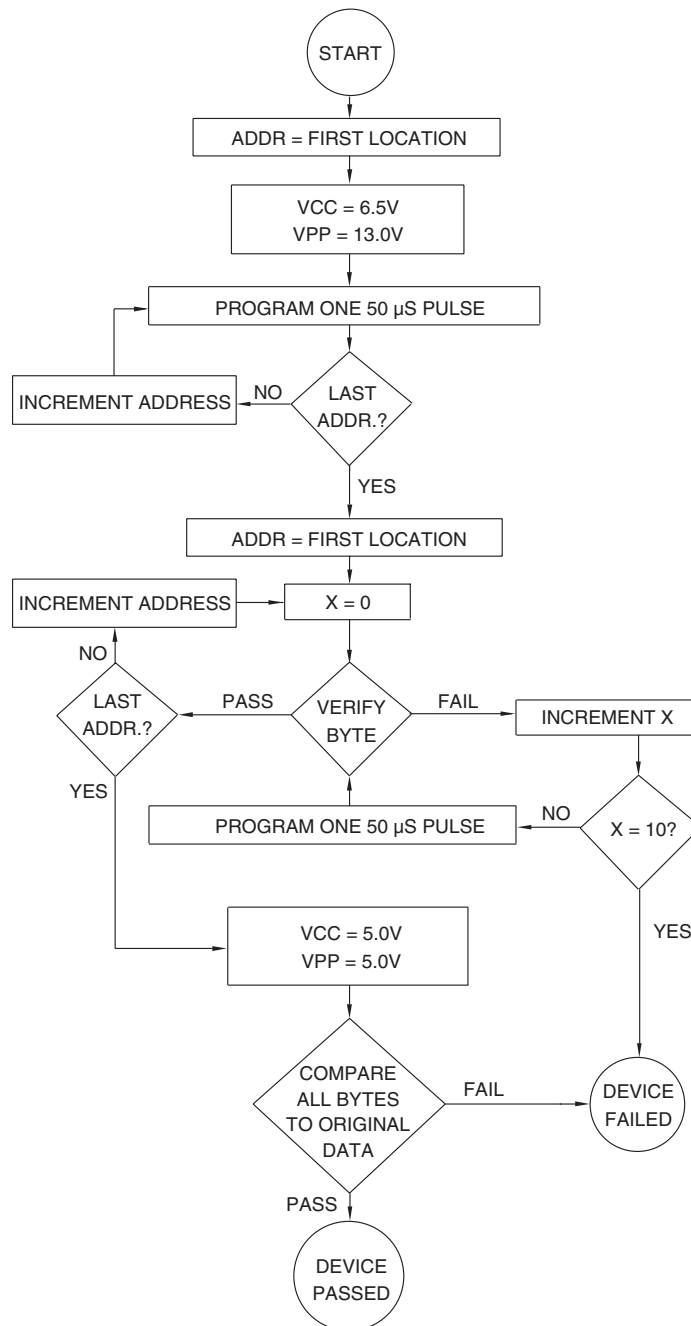 START
ADDR = FIRST LOCATION
VCC = 6.5V
VPP = 13.0V
PROGRAM ONE 50 µS PULSE
INCREMENT ADDRESS
NO
LAST
ADDR.?
YES
ADDR = FIRST LOCATION
INCREMENT ADDRESS
X = 0
NO
LAST
ADDR.?
PASS
VERIFY
BYTE
FAIL
INCREMENT X
YES
PROGRAM ONE 50 µS PULSE
NO
X = 10?
VCC = 5.0V
VPP = 5.0V
YES
COMPARE
ALL BYTES
TO ORIGINAL
DATA
FAIL
DEVICE
FAILED
PASS
DEVICE
PASSED